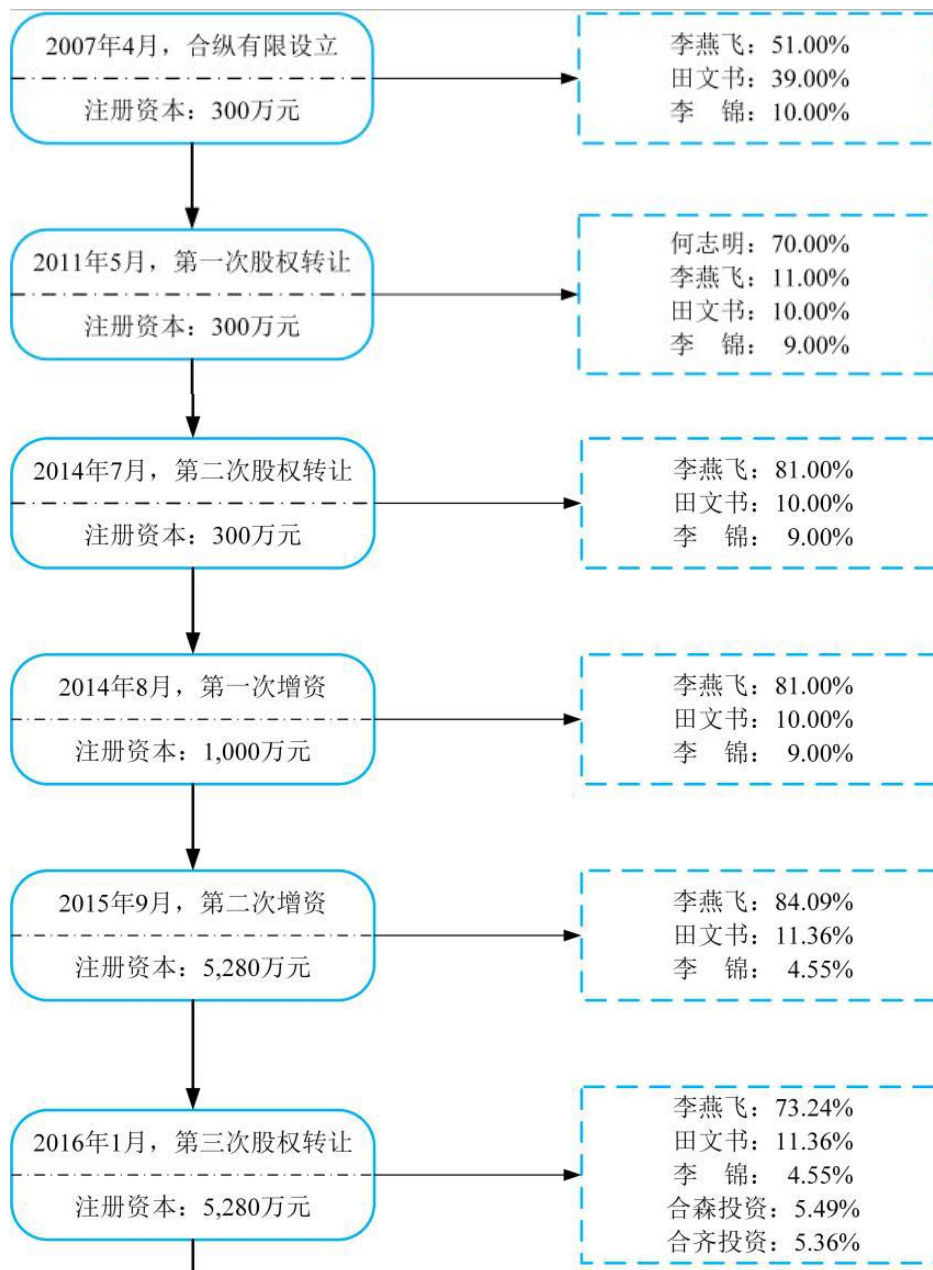 2007年4月，合纵有限设立
注册资本：300万元
李燕飞：51.00%
田文书：39.00%
李　锦：10.00%
2011年5月，第一次股权转让
注册资本：300万元
何志明：70.00%
李燕飞：11.00%
田文书：10.00%
李　锦：9.00%
2014年7月，第二次股权转让
注册资本：300万元
李燕飞：81.00%
田文书：10.00%
李　锦：9.00%
2014年8月，第一次增资
注册资本：1,000万元
李燕飞：81.00%
田文书：10.00%
李　锦：9.00%
2015年9月，第二次增资
注册资本：5,280万元
李燕飞：84.09%
田文书：11.36%
李　锦：4.55%
2016年1月，第三次股权转让
注册资本：5,280万元
李燕飞：73.24%
田文书：11.36%
李　锦：4.55%
合森投资：5.49%
合齐投资：5.36%